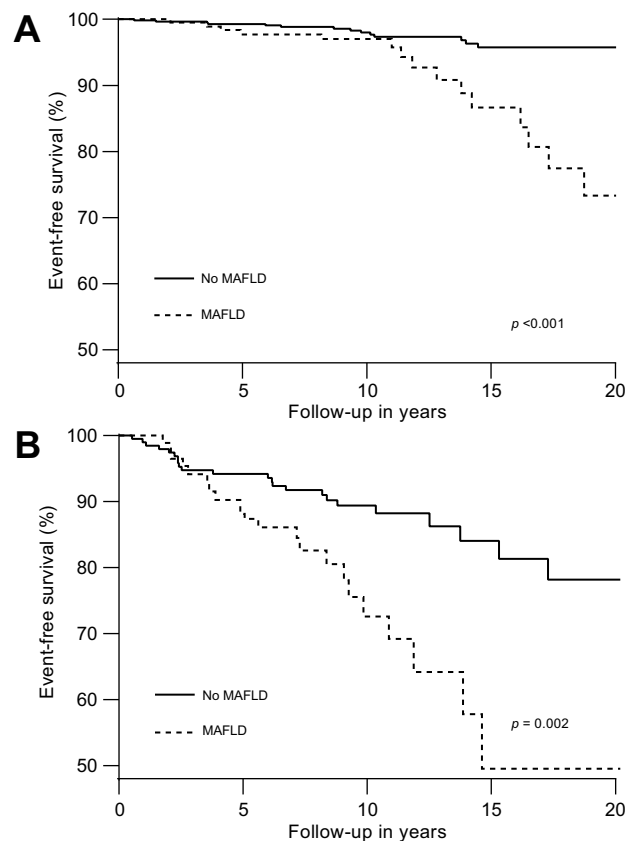 A
100
90
80
70
60
50
Event-free survival (%)
No MAFLD
MAFLD
p <0.001
0
5
10
15
20
Follow-up in years
B
100
90
80
70
60
50
Event-free survival (%)
No MAFLD
MAFLD
p = 0.002
0
5
10
15
20
Follow-up in years